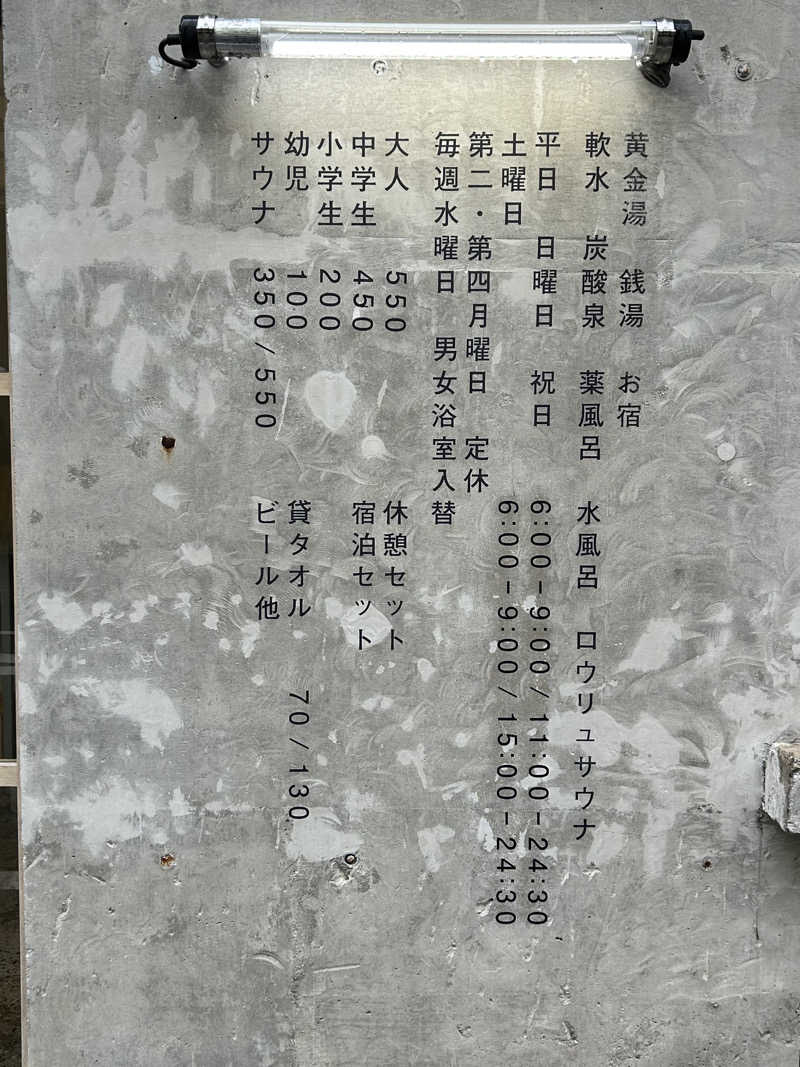 黄金湯 銭湯 お宿
軟水 炭酸泉 薬風呂 水風呂 ロウリュサウナ
平日 日曜日 祝日 6:00-9:00/11:00-24:30
土曜日 6:00-9:00/15:00-24:30
第二・第四月曜日 定休
毎週水曜日 男女浴室入替
大人 550 休憩セット
中学生 450 宿泊セット
小学生 200
幼児 100 貸タオル 70/130
サウナ 350/550 ビール他